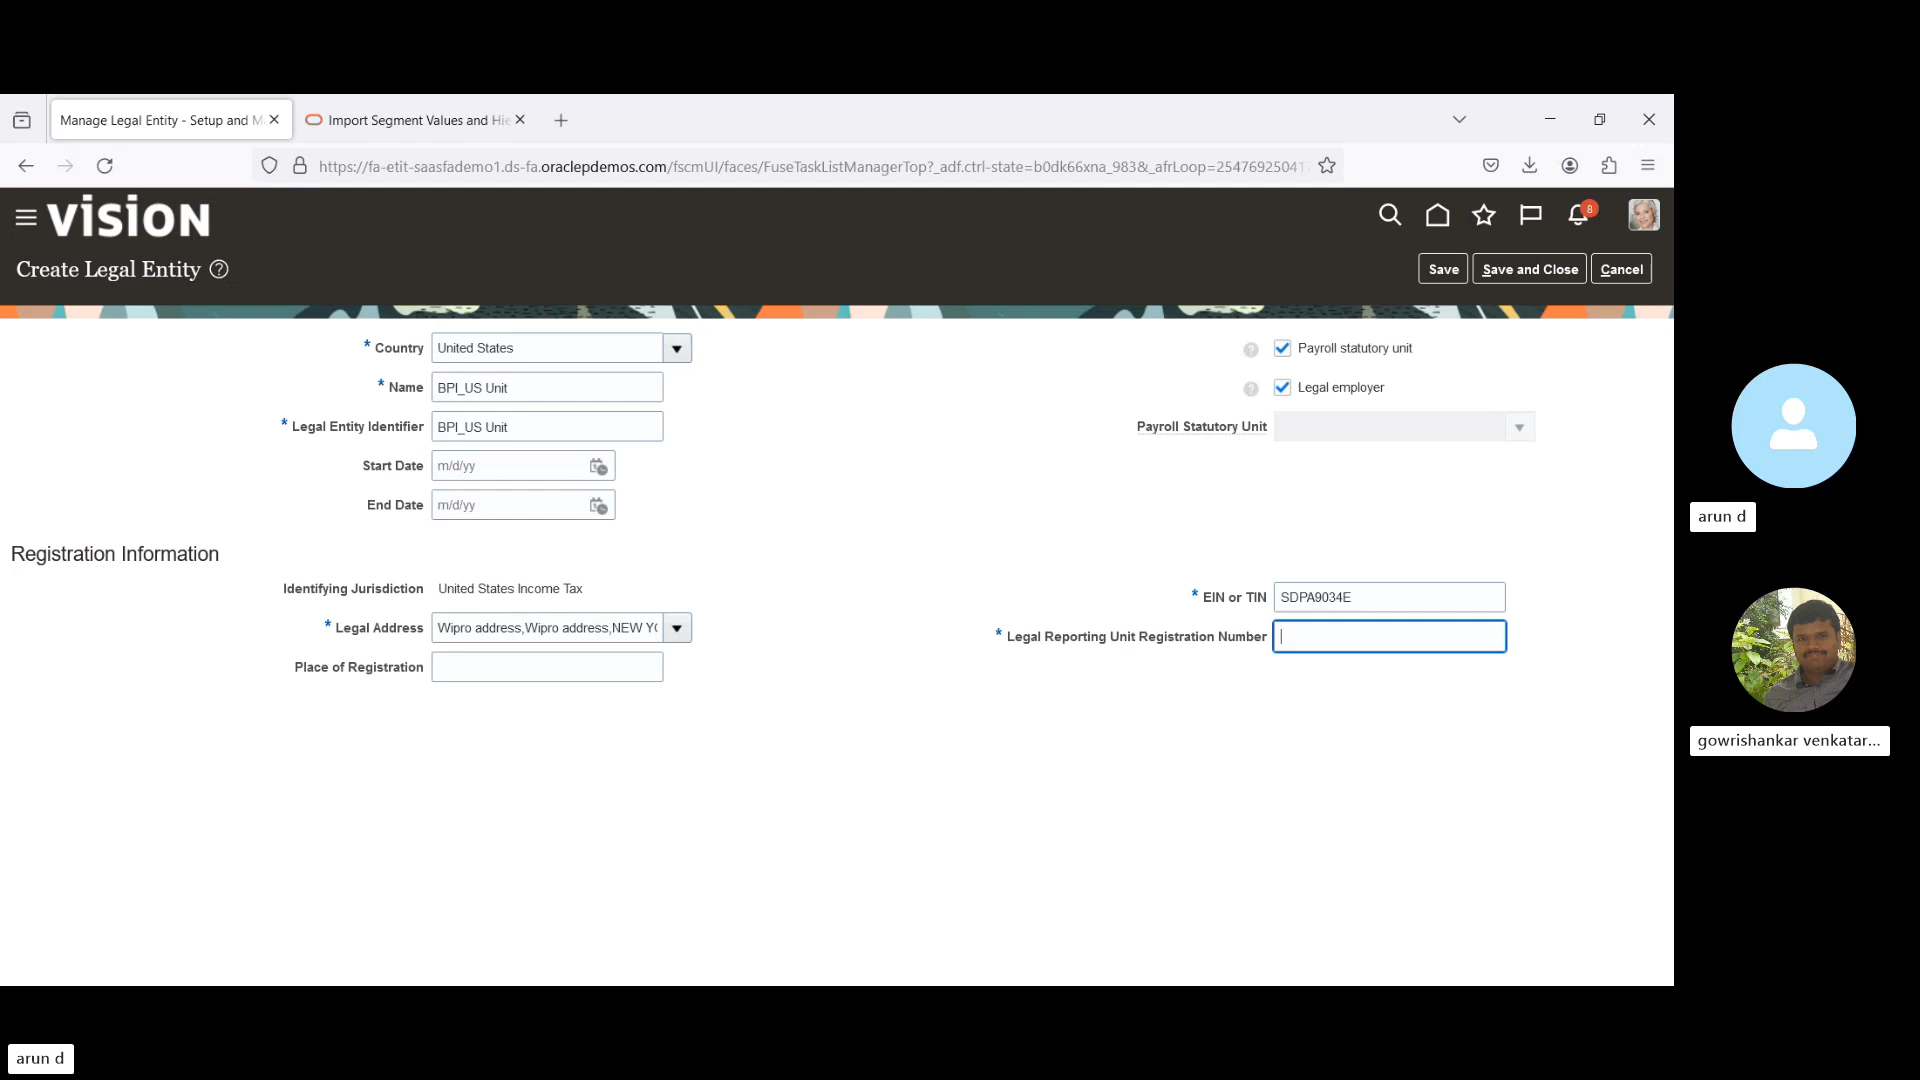 Manage Legal Entity - Setup and M
Import Segment Values and Hie
https://fa-etit-saasfademo1.ds-fa.oraclepdemos.com/fscmUI/faces/FuseTaskListManagerTop?_adf.ctrl-state=b0dk66xna_983&_afrLoop=2547692504
VISION
8
Create Legal Entity ?
Save
Save and Close
Cancel
* Country United States
? Payroll statutory unit
* Name BPI_US Unit
? Legal employer
* Legal Entity Identifier BPI_US Unit
Payroll Statutory Unit
Start Date m/d/yy
End Date m/d/yy
Registration Information
Identifying Jurisdiction United States Income Tax
* EIN or TIN SDPA9034E
* Legal Address Wipro address,Wipro address,NEW YO
* Legal Reporting Unit Registration Number
Place of Registration
arun d
gowrishankar venkatar...
arun d